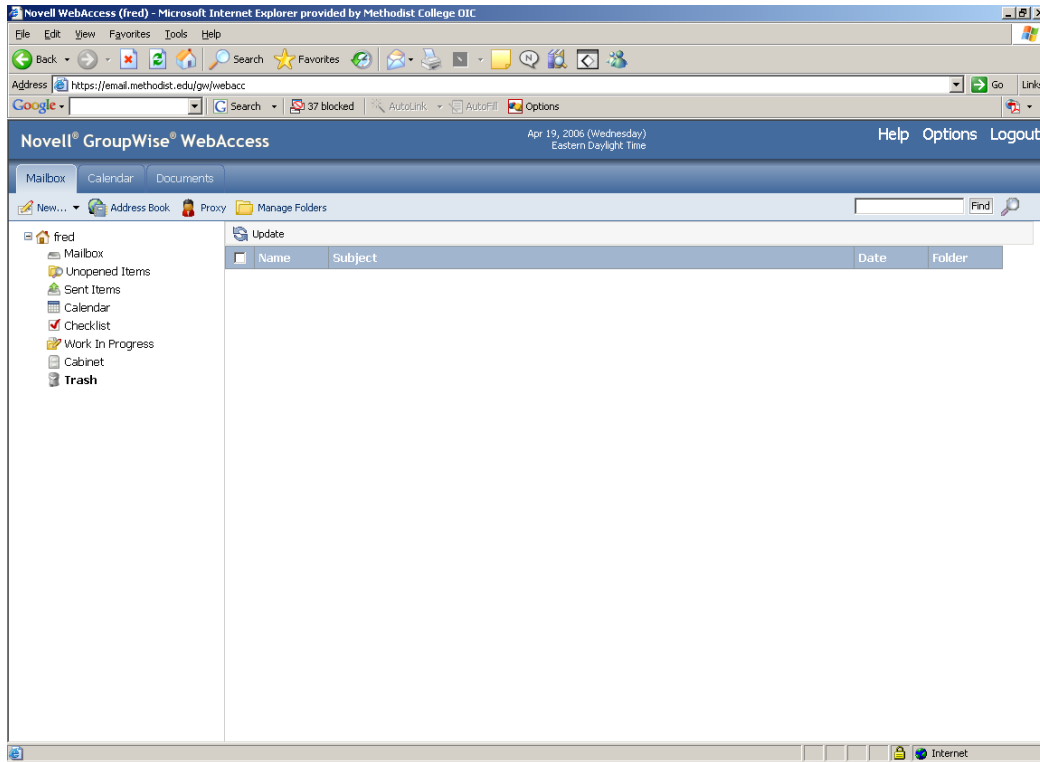 Novell WebAccess (fred) - Microsoft Internet Explorer provided by Methodist College OIC
File Edit View Favorites Tools Help
Back Search Favorites
Address https://email.methodist.edu/gw/webacc Go Links
Google Search 37 blocked AutoLink AutoFill Options
Novell® GroupWise® WebAccess Apr 19, 2006 (Wednesday) Help Options Logout
Eastern Daylight Time
Mailbox Calendar Documents
New... Address Book Proxy Manage Folders Find
fred Update
Mailbox Name Subject Date Folder
Unopened Items
Sent Items
Calendar
Checklist
Work In Progress
Cabinet
Trash
Internet